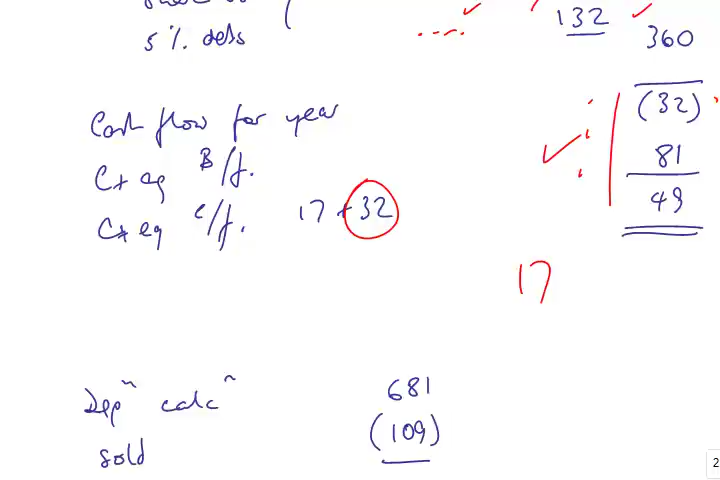 132
5% debs 360
Cash flow for year (32)
C+ eq B/f. 81
C+ eq C/f. 17 + 32 49
17
Depn calcn 681
sold (109)
2